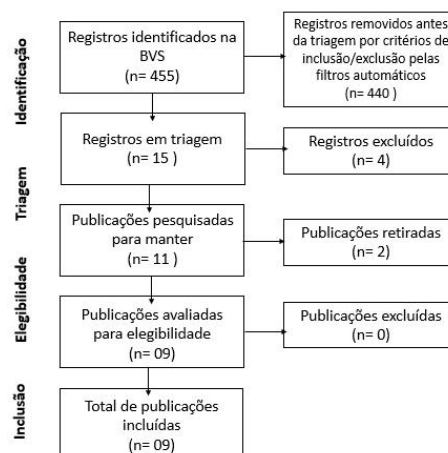 Identificação
Registros identificados na
BVS
(n= 455)
Registros removidos antes
da triagem por critérios de
inclusão/exclusão pelas
filtros automáticos
(n= 440 )
Triagem
Registros em triagem
(n= 15 )
Registros excluídos
(n= 4)
Publicações pesquisadas
para manter
(n= 11 )
Publicações retiradas
(n= 2)
Elegibilidade
Publicações avaliadas
para elegibilidade
(n= 09)
Publicações excluídas
(n= 0)
Inclusão
Total de publicações
incluídas
(n= 09)